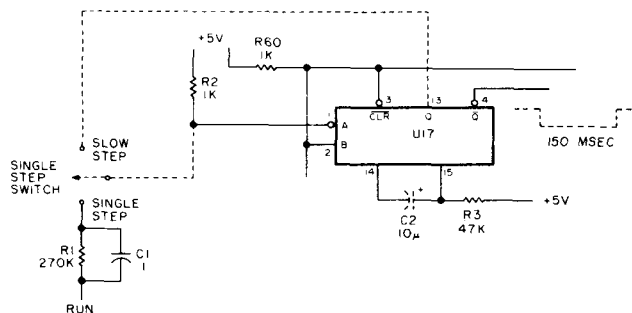 +5V
R60
1K
R2
1K
3
13
4
1
A
CLR
Q
Q
U17
2
B
14
15
150 MSEC
SLOW
STEP
SINGLE
STEP
SWITCH
SINGLE
STEP
+
C2
10μ
R3
47K
+5V
R1
270K
C1
.1
RUN